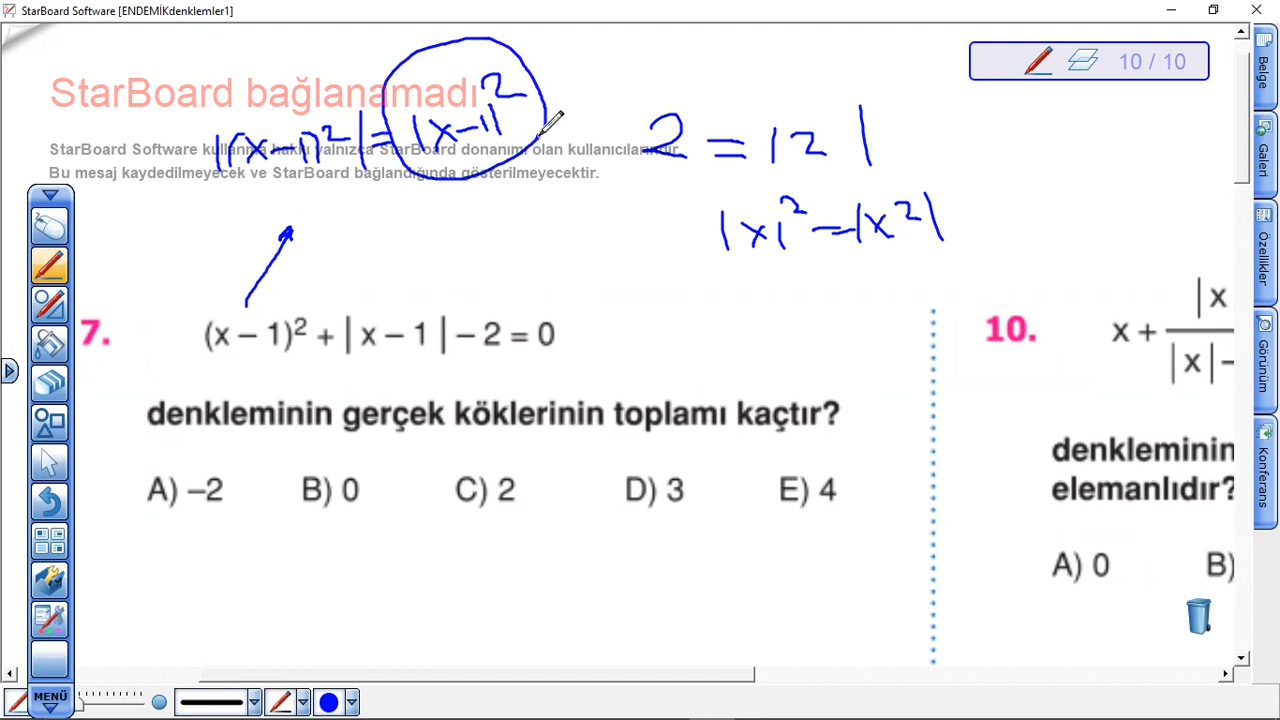 StarBoard Software [ENDEMİKdenklemler1]
10 / 10
StarBoard bağlanamadı
|(x-1)²| = |x-1|²
2 = |2|
StarBoard Software kullanma hakkı yalnızca StarBoard donanımı olan kullanıcılarındır.
Bu mesaj kaydedilmeyecek ve StarBoard bağlandığında gösterilmeyecektir.
|x|² = |x²|
7. (x – 1)² + | x – 1 | – 2 = 0
denkleminin gerçek köklerinin toplamı kaçtır?
A) –2 B) 0 C) 2 D) 3 E) 4
10. x + |x
|x| –
denkleminin
elemanlıdır?
A) 0 B)
Belge
Galeri
Özellikler
Görünüm
Konferans
MENÜ